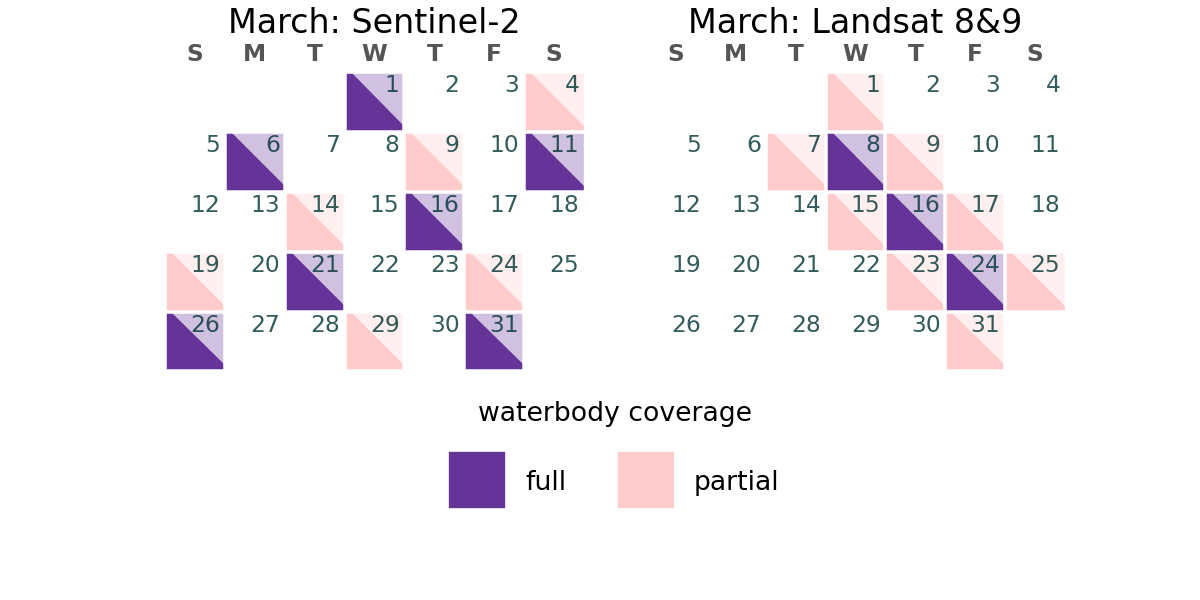 March: Sentinel-2
S M T W T F S
1 2 3 4
5 6 7 8 9 10 11
12 13 14 15 16 17 18
19 20 21 22 23 24 25
26 27 28 29 30 31
March: Landsat 8&9
S M T W T F S
1 2 3 4
5 6 7 8 9 10 11
12 13 14 15 16 17 18
19 20 21 22 23 24 25
26 27 28 29 30 31
waterbody coverage
full
partial